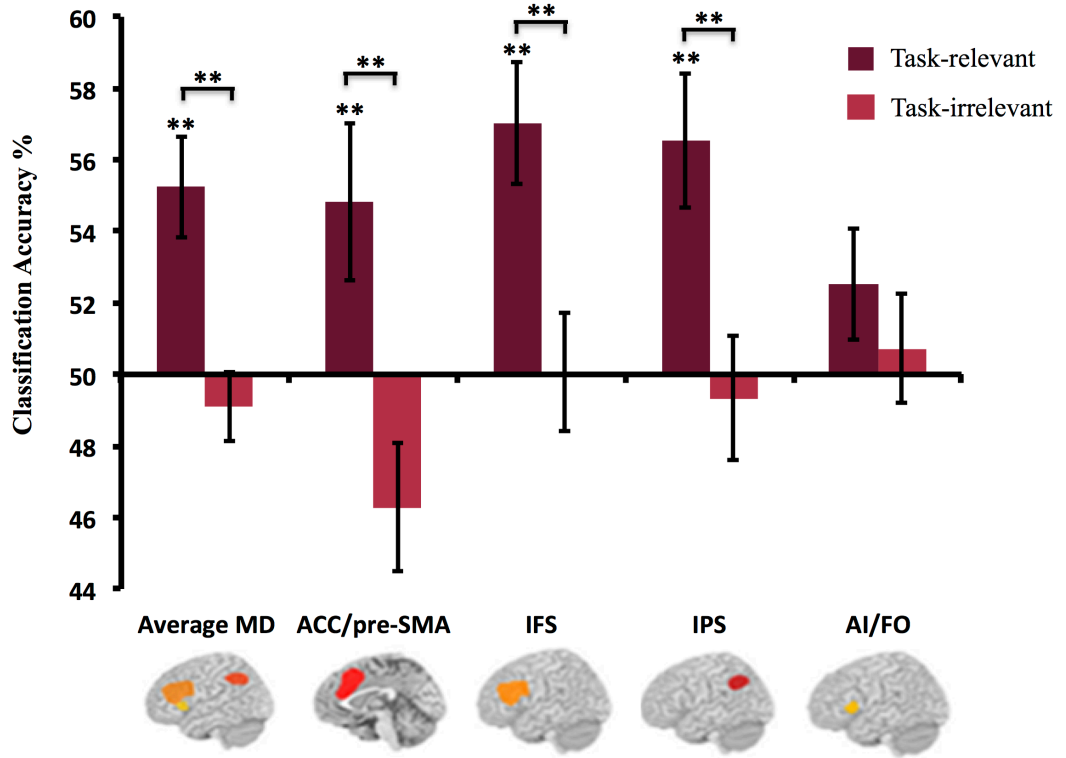 60
58
56
54
52
50
48
46
44
Classification Accuracy %
**
**
**
**
**
**
**
**
Task-relevant
Task-irrelevant
Average MD
ACC/pre-SMA
IFS
IPS
AI/FO